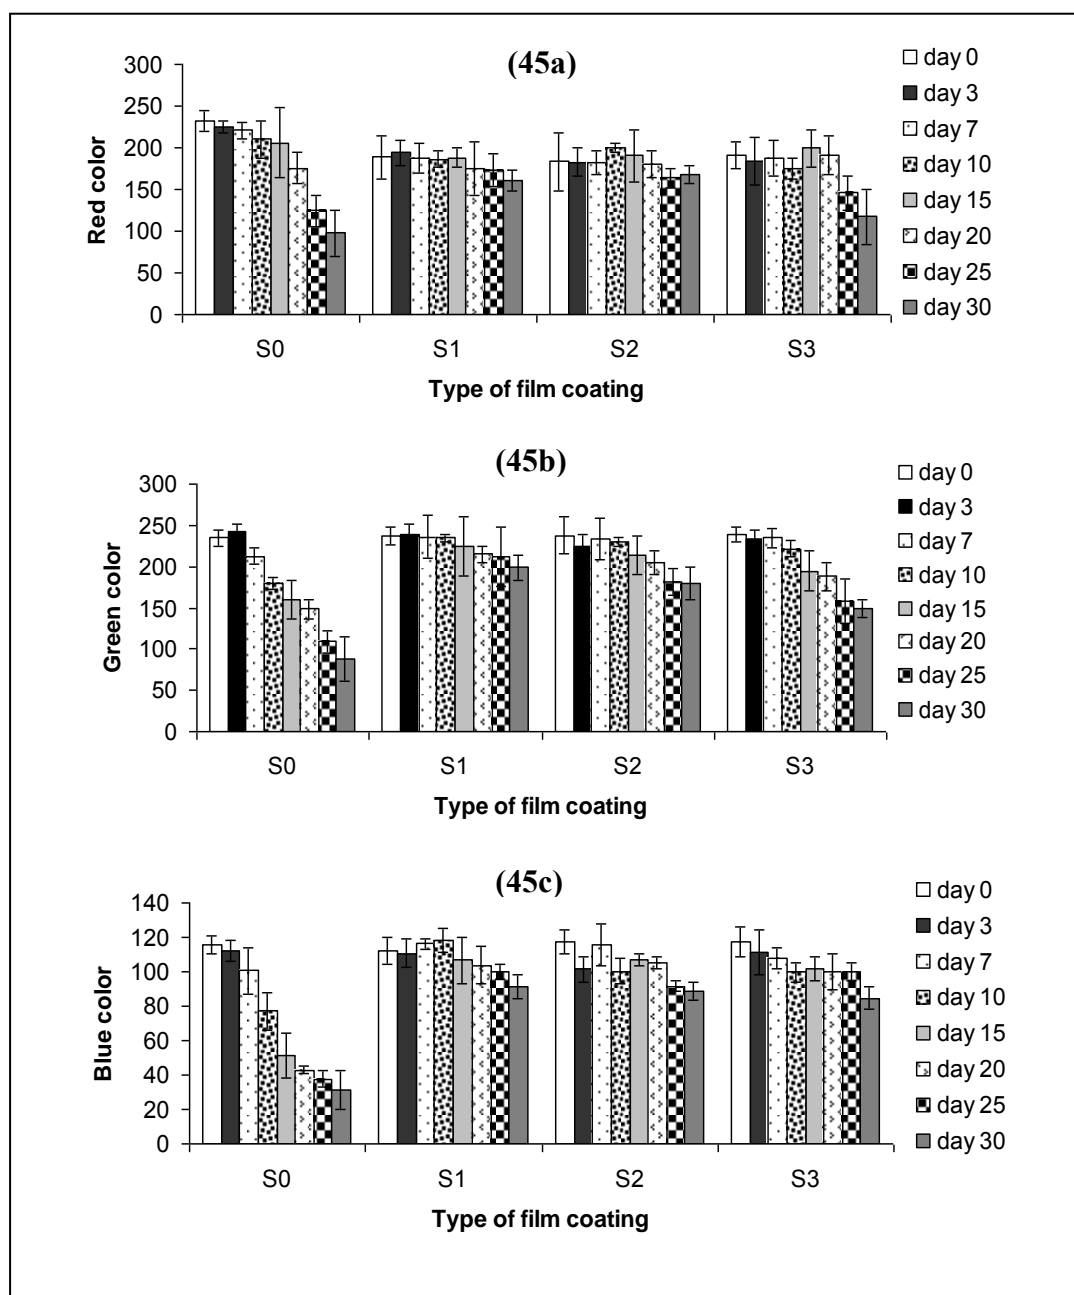 (45a)
300
250
200
150
100
50
0
Red color
S0 S1 S2 S3
Type of film coating
day 0
day 3
day 7
day 10
day 15
day 20
day 25
day 30
(45b)
300
250
200
150
100
50
0
Green color
S0 S1 S2 S3
Type of film coating
day 0
day 3
day 7
day 10
day 15
day 20
day 25
day 30
(45c)
140
120
100
80
60
40
20
0
Blue color
S0 S1 S2 S3
Type of film coating
day 0
day 3
day 7
day 10
day 15
day 20
day 25
day 30